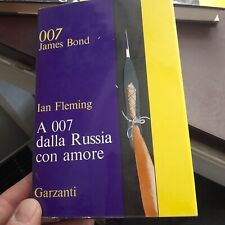 007
James Bond
Ian Fleming
A 007
dalla Russia
con amore
Garzanti